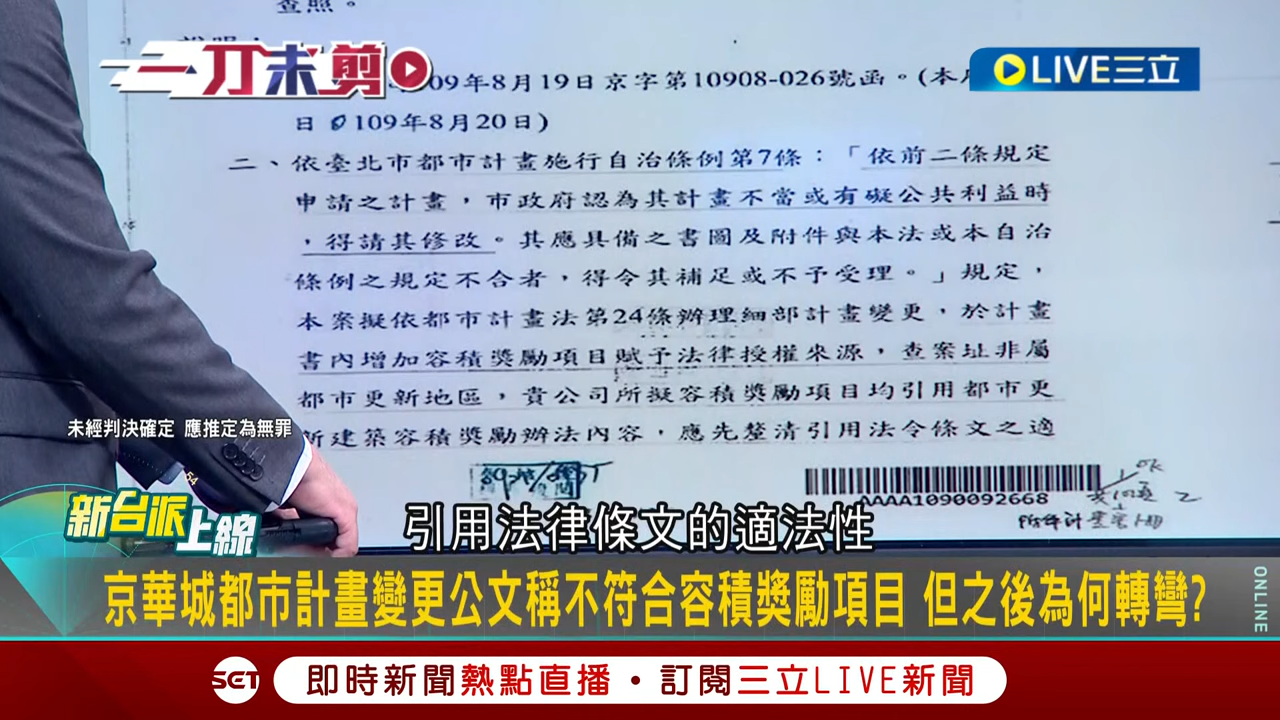 查照。
一刀未剪
LIVE三立
09年8月19日京字第10908-026號函。(本
日 109年8月20日)
二、依臺北市都市計畫施行自治條例第7條：「依前二條規定
申請之計畫，市政府認為其計畫不當或有礙公共利益時
，得請其修改。其應具備之書圖及附件與本法或本自治
條例之規定不合者，得令其補足或不予受理。」規定，
本案擬依都市計畫法第24條辦理細部計畫變更，於計畫
書內增加容積獎勵項目賦予法律授權來源，查案址非屬
都市更新地區，貴公司所擬容積獎勵項目均引用都市更
新建築容積獎勵辦法內容，應先釐清引用法令條文之適
未經判決確定 應推定為無罪
54
AAAA1090092668
OK
新台派上線
引用法律條文的適法性
京華城都市計畫變更公文稱不符合容積獎勵項目 但之後為何轉彎?
ONLINE
SET 即時新聞熱點直播・訂閱三立LIVE新聞